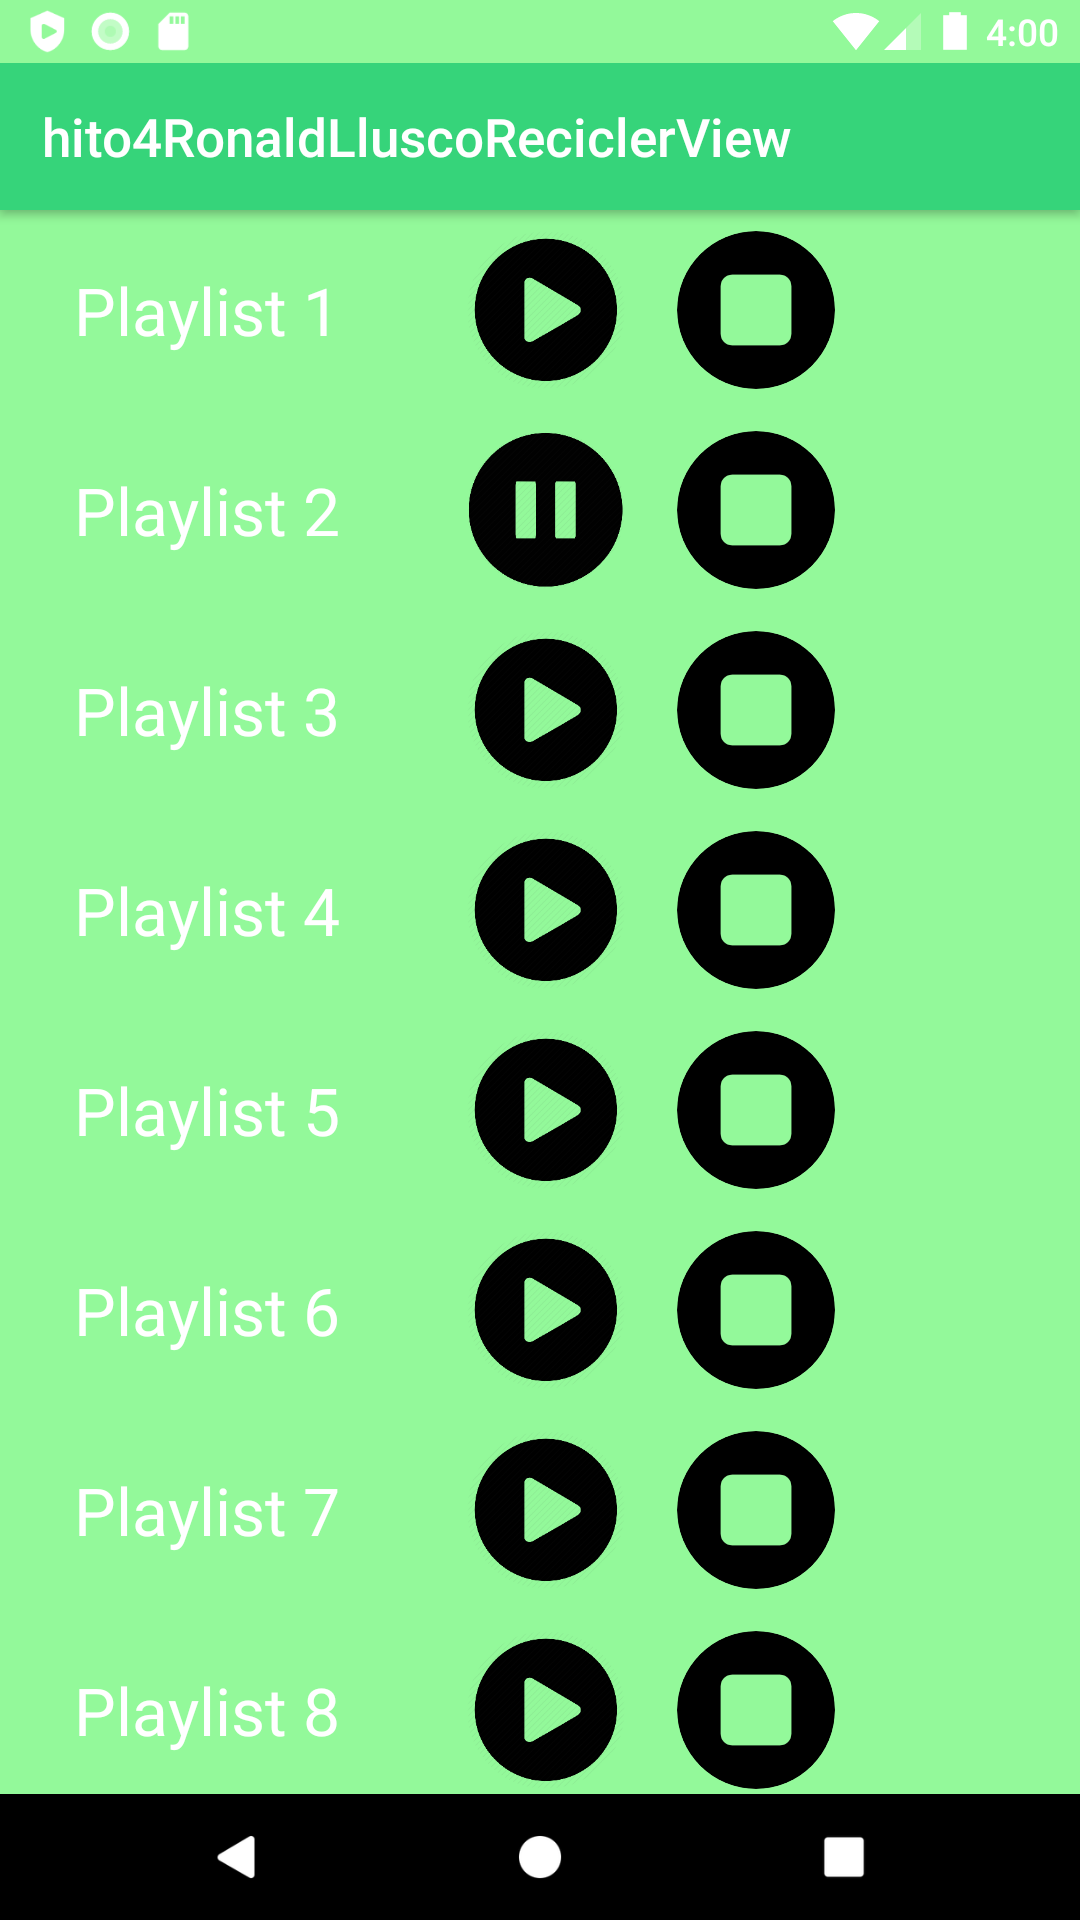 4:00
hito4RonaldLluscoReciclerView
Playlist 1
Playlist 2
Playlist 3
Playlist 4
Playlist 5
Playlist 6
Playlist 7
Playlist 8